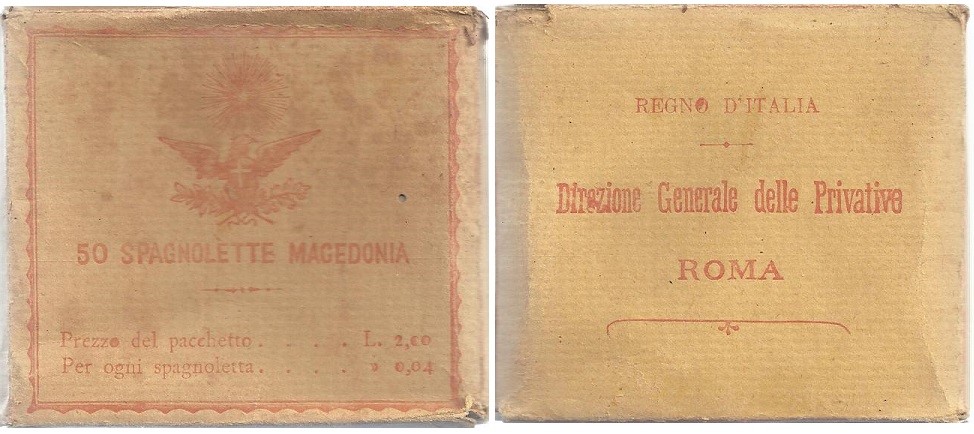 50 SPAGNOLETTE MACEDONIA
Prezzo del pacchetto . . . . . L. 2,00
Per ogni spagnoletta . . . . . » 0,04
REGNO D'ITALIA
Direzione Generale delle Privative
ROMA